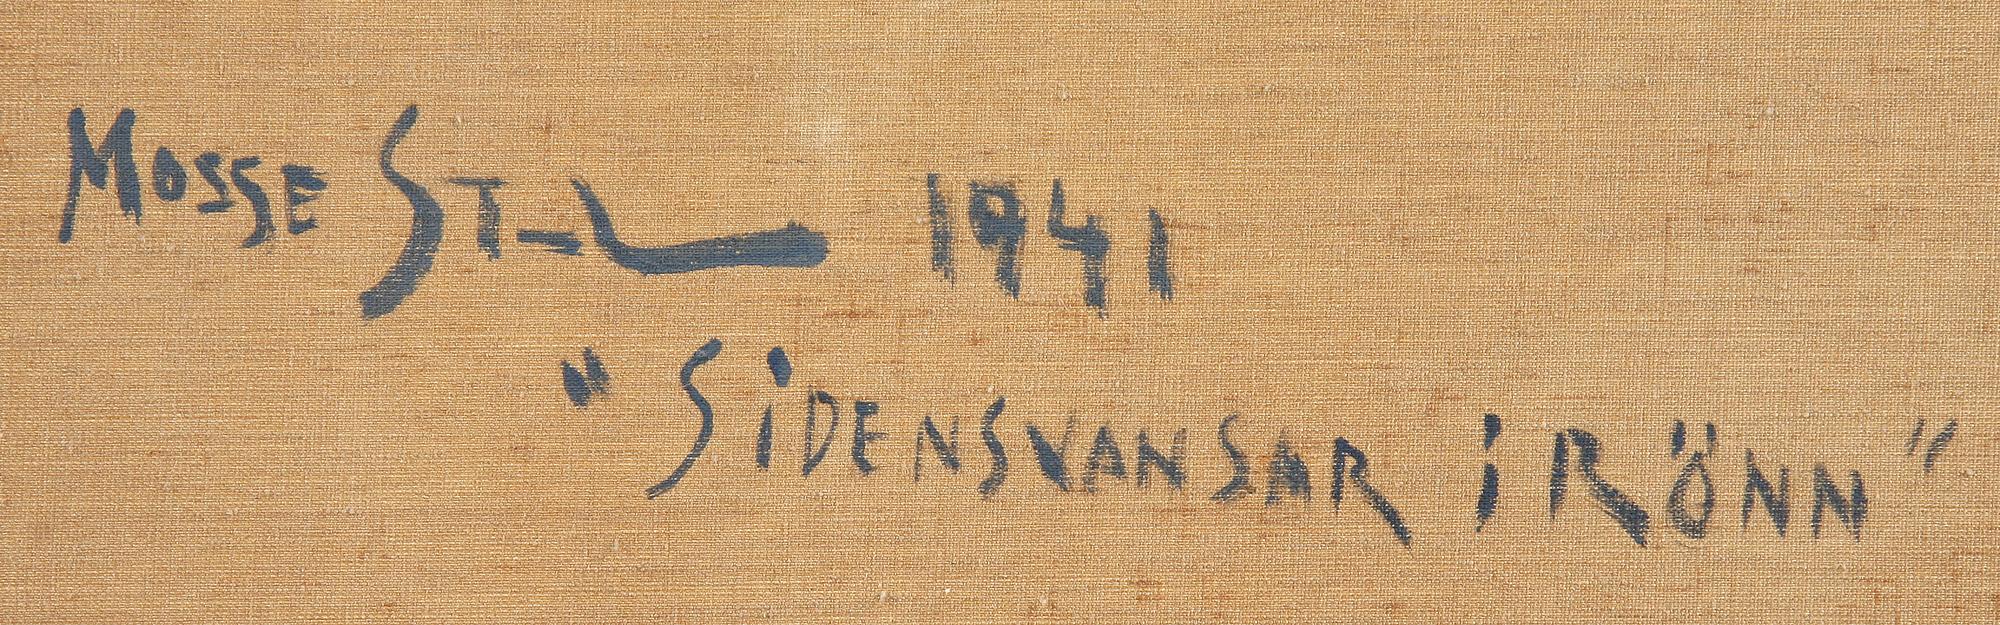 Mosse St-L 1941
"Sidensvansar i Rönn"